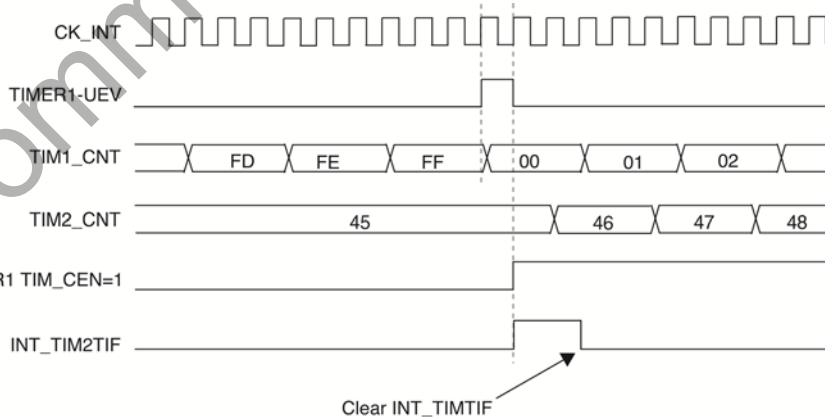 CK_INT
TIMER1-UEV
TIM1_CNT FD FE FF 00 01 02
TIM2_CNT 45 46 47 48
R1 TIM_CEN=1
INT_TIM2TIF
Clear INT_TIMTIF
omm